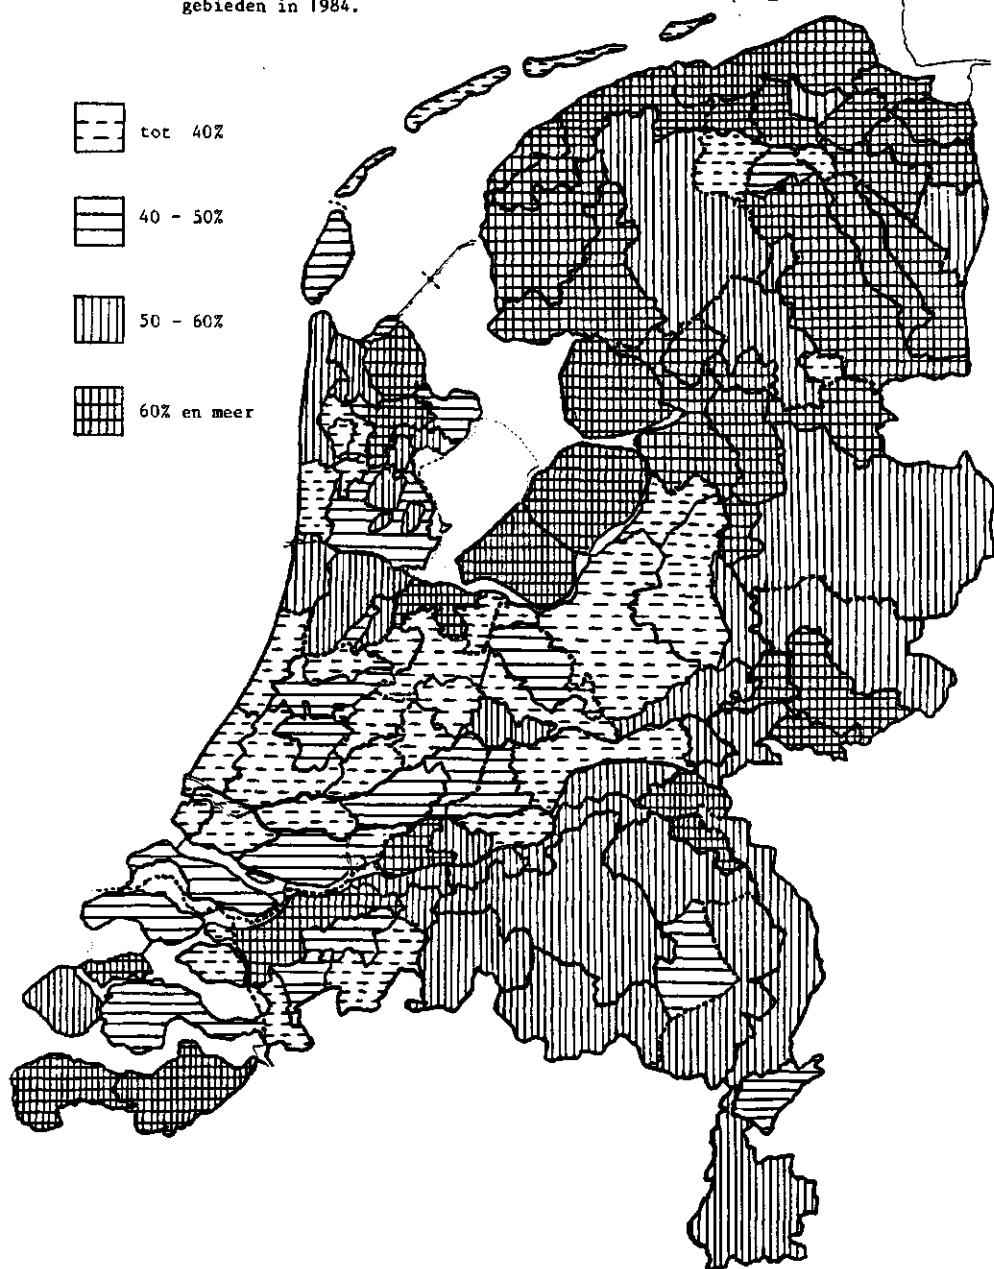 gebieden in 1984.
tot 40%
40 - 50%
50 - 60%
60% en meer